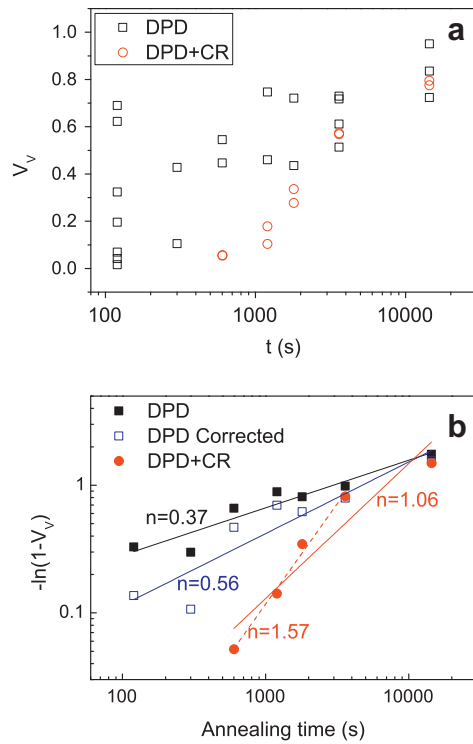 a
DPD
DPD+CR
1.0
0.8
0.6
0.4
0.2
0.0
V_V
100
1000
10000
t (s)
b
DPD
DPD Corrected
DPD+CR
1
0.1
-ln(1-V_V)
n=0.37
n=0.56
n=1.06
n=1.57
100
1000
10000
Annealing time (s)